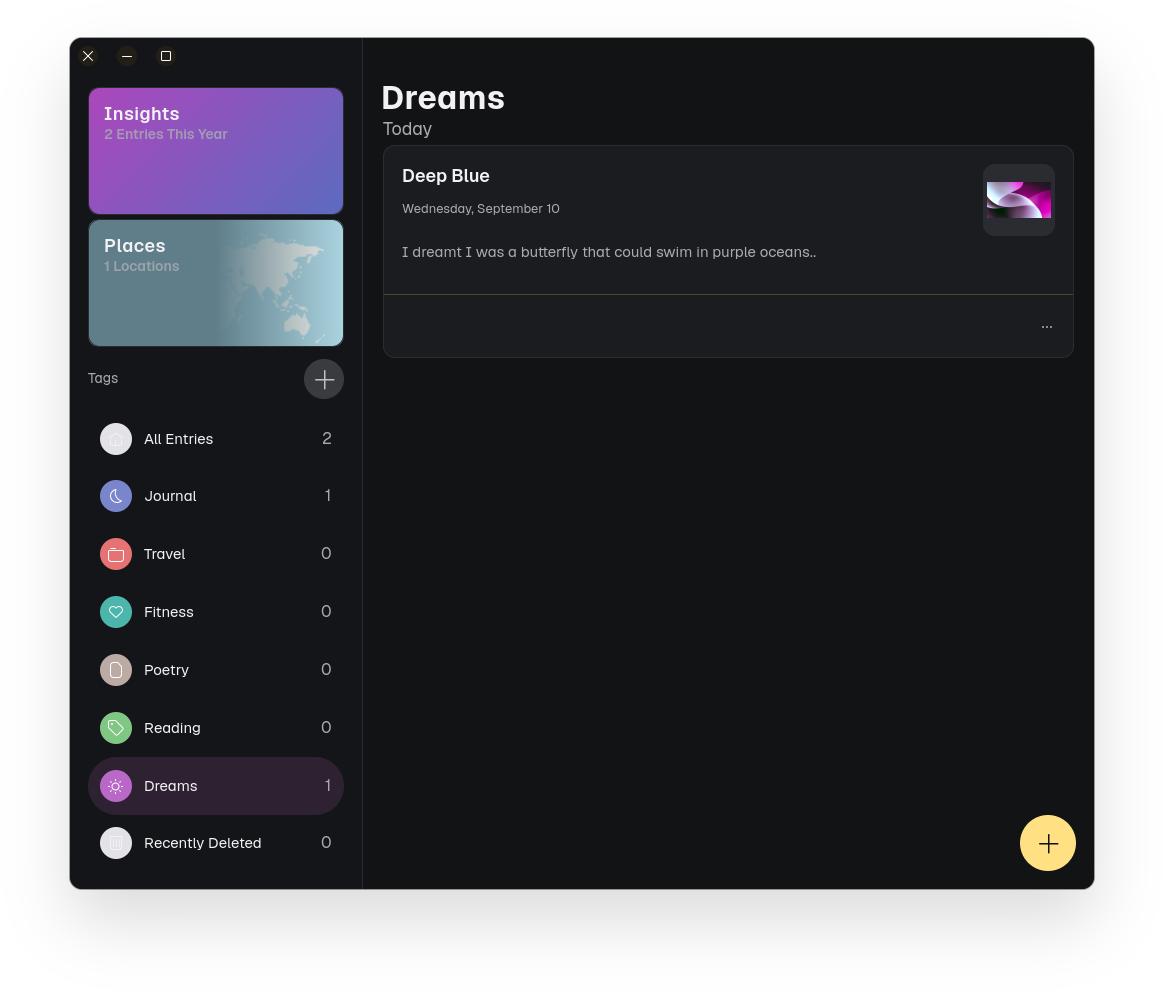 Insights
2 Entries This Year
Places
1 Locations
Tags
All Entries 2
Journal 1
Travel 0
Fitness 0
Poetry 0
Reading 0
Dreams 1
Recently Deleted 0
Dreams
Today
Deep Blue
Wednesday, September 10
I dreamt I was a butterfly that could swim in purple oceans..